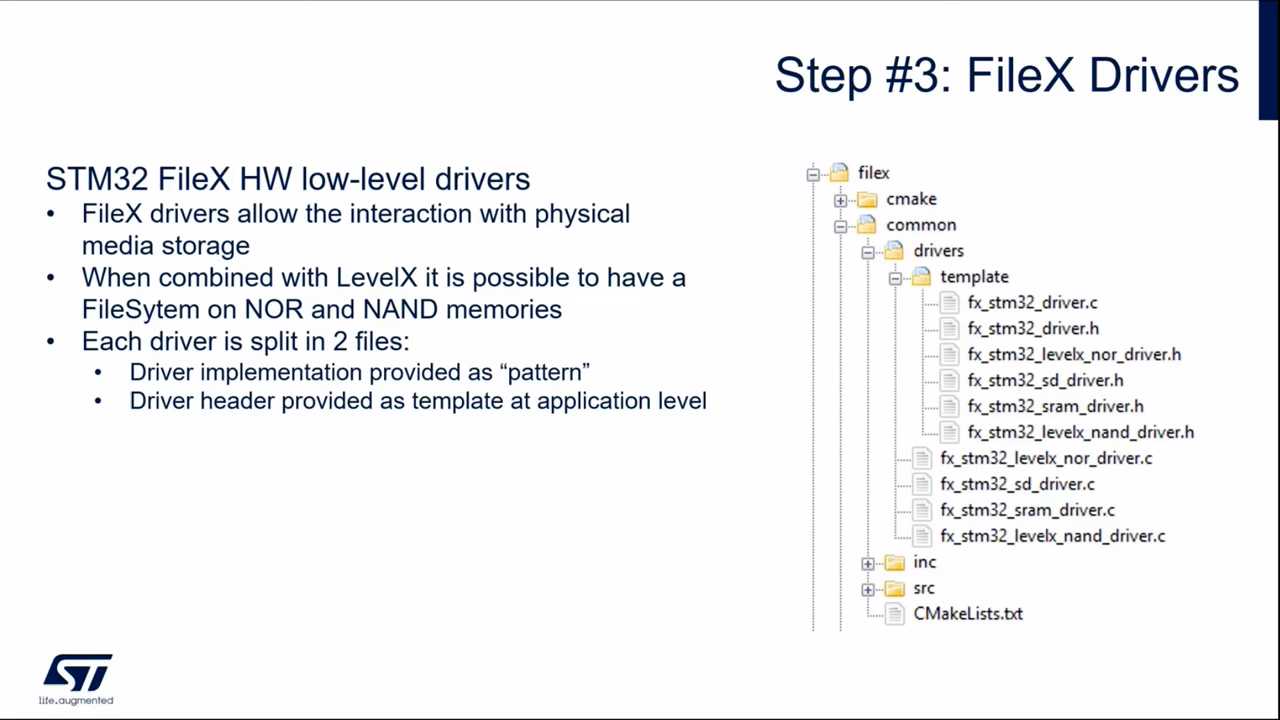 Step #3: FileX Drivers
STM32 FileX HW low-level drivers
• FileX drivers allow the interaction with physical
media storage
• When combined with LevelX it is possible to have a
FileSytem on NOR and NAND memories
• Each driver is split in 2 files:
• Driver implementation provided as “pattern”
• Driver header provided as template at application level
filex
cmake
common
drivers
template
fx_stm32_driver.c
fx_stm32_driver.h
fx_stm32_levelx_nor_driver.h
fx_stm32_sd_driver.h
fx_stm32_sram_driver.h
fx_stm32_levelx_nand_driver.h
fx_stm32_levelx_nor_driver.c
fx_stm32_sd_driver.c
fx_stm32_sram_driver.c
fx_stm32_levelx_nand_driver.c
inc
src
CMakeLists.txt
ST
life.augmented